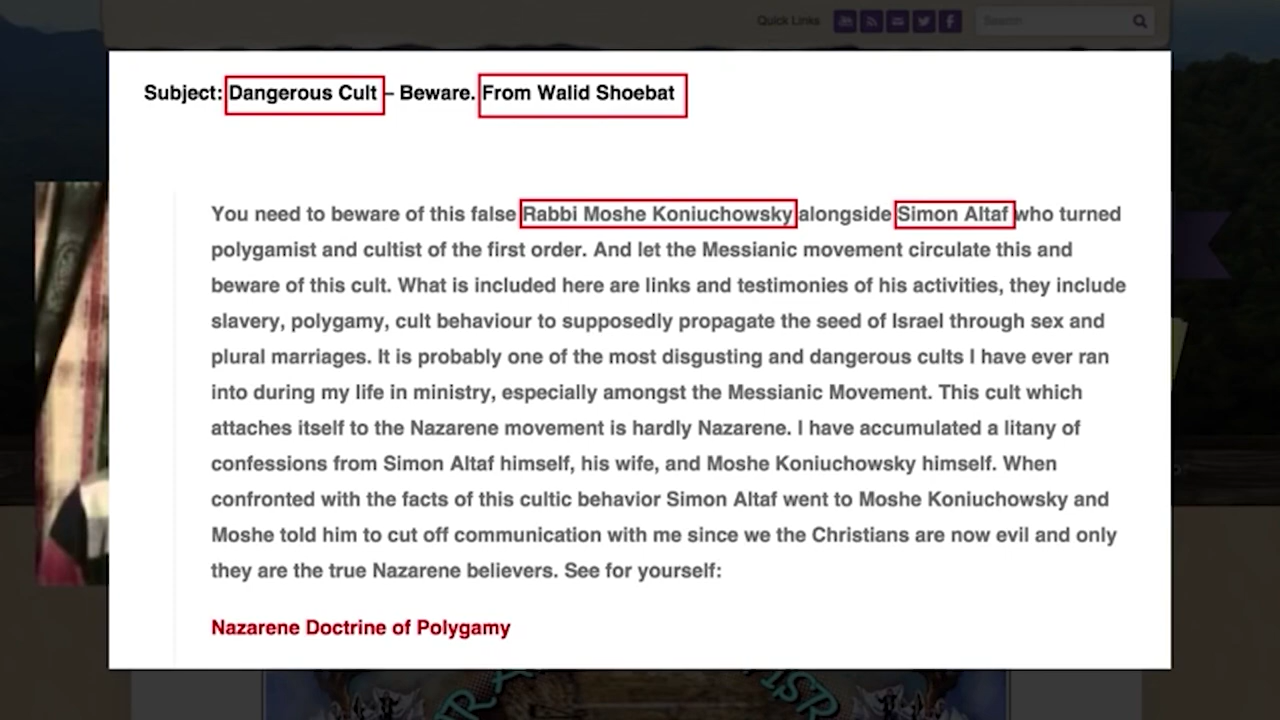 Quick Links
Search
Subject: Dangerous Cult – Beware. From Walid Shoebat
You need to beware of this false Rabbi Moshe Koniuchowsky alongside Simon Altaf who turned
polygamist and cultist of the first order. And let the Messianic movement circulate this and
beware of this cult. What is included here are links and testimonies of his activities, they include
slavery, polygamy, cult behaviour to supposedly propagate the seed of Israel through sex and
plural marriages. It is probably one of the most disgusting and dangerous cults I have ever ran
into during my life in ministry, especially amongst the Messianic Movement. This cult which
attaches itself to the Nazarene movement is hardly Nazarene. I have accumulated a litany of
confessions from Simon Altaf himself, his wife, and Moshe Koniuchowsky himself. When
confronted with the facts of this cultic behavior Simon Altaf went to Moshe Koniuchowsky and
Moshe told him to cut off communication with me since we the Christians are now evil and only
they are the true Nazarene believers. See for yourself:
Nazarene Doctrine of Polygamy